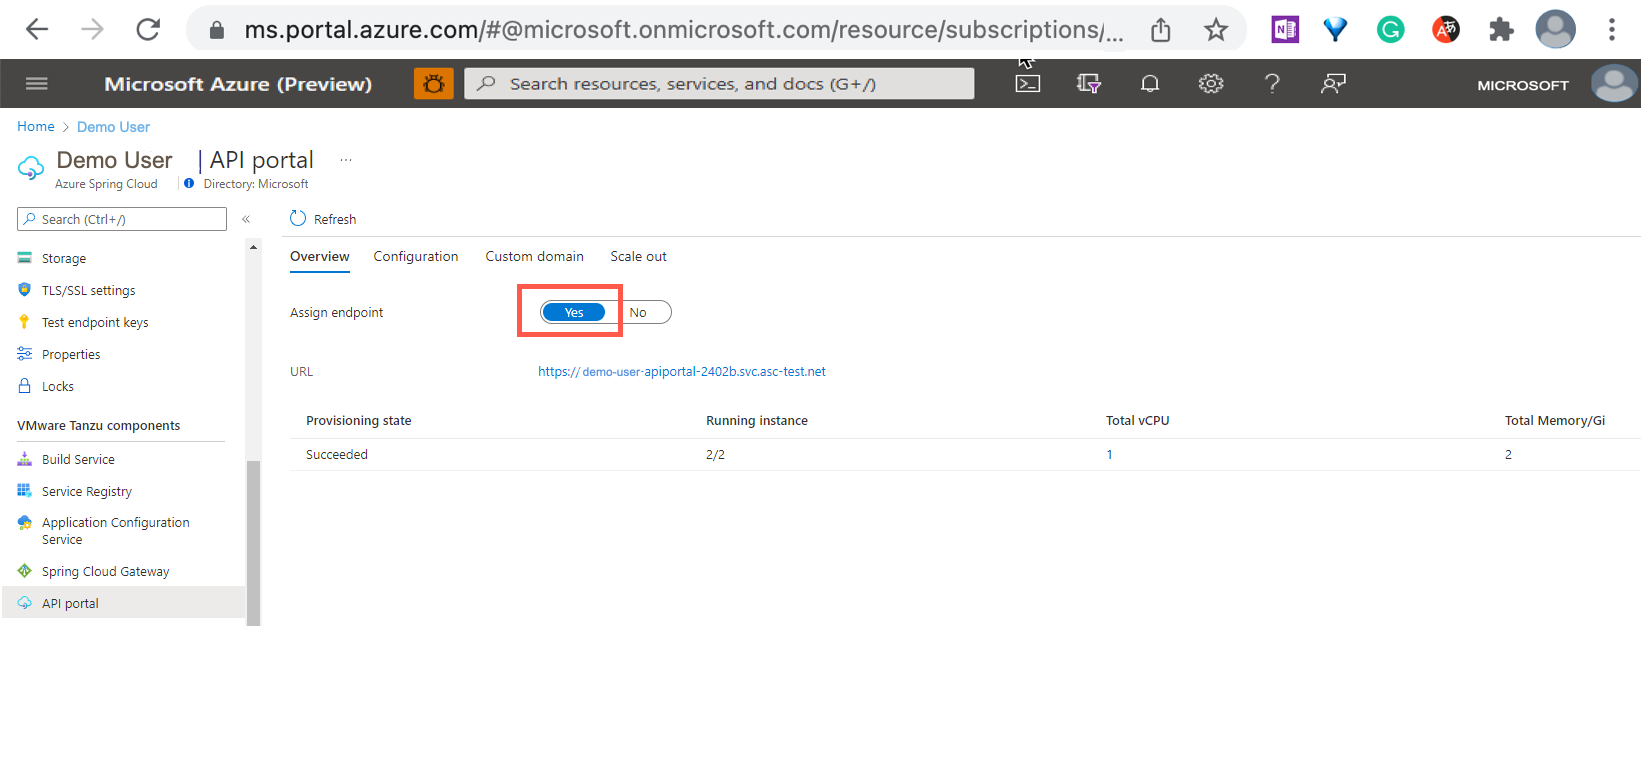 ms.portal.azure.com/#@microsoft.onmicrosoft.com/resource/subscriptions/...
Microsoft Azure (Preview)
Search resources, services, and docs (G+/)
MICROSOFT
Home > Demo User
Demo User | API portal ...
Azure Spring Cloud
Directory: Microsoft
Search (Ctrl+/)
«
Refresh
Storage
TLS/SSL settings
Test endpoint keys
Properties
Locks
VMware Tanzu components
Build Service
Service Registry
Application Configuration
Service
Spring Cloud Gateway
API portal
Overview Configuration Custom domain Scale out
Assign endpoint Yes No
URL https:// demo-user-apiportal-2402b.svc.asc-test.net
Provisioning state Running instance Total vCPU Total Memory/Gi
Succeeded 2/2 1 2